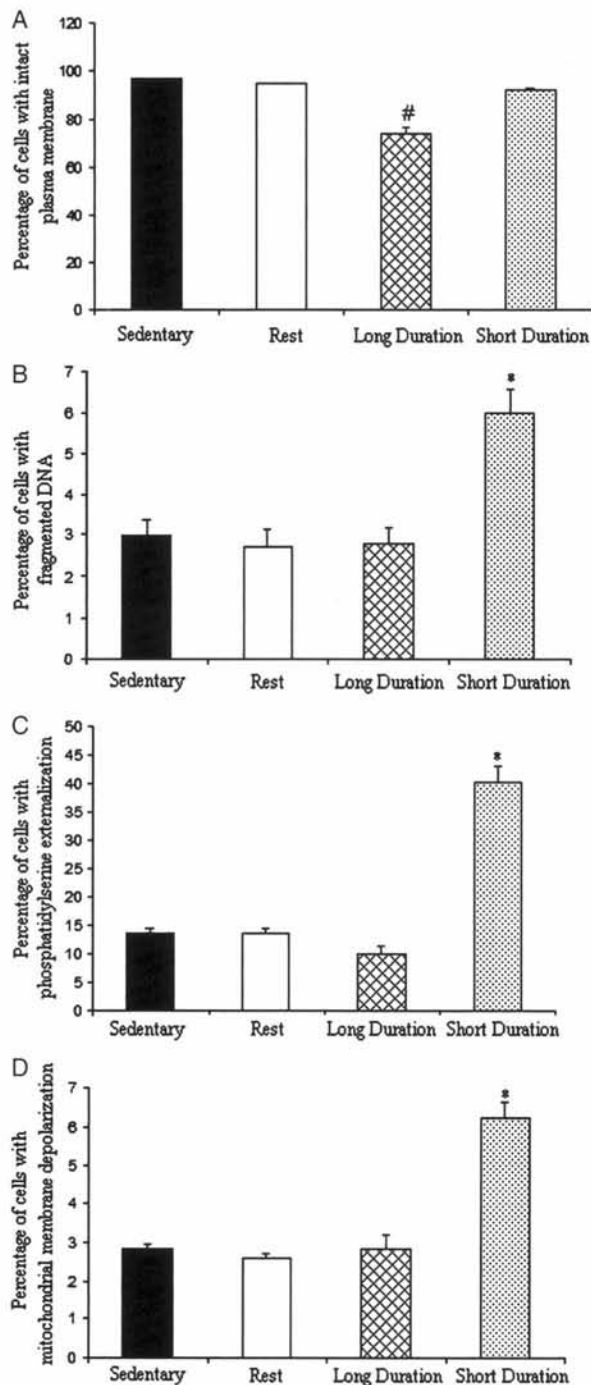 A
Percentage of cells with intact
plasma membrane
120
100
80
60
40
20
0
#
Sedentary
Rest
Long Duration
Short Duration
B
Percentage of cells with
fragmented DNA
7
6
5
4
3
2
1
0
*
Sedentary
Rest
Long Duration
Short Duration
C
Percentage of cells with
phosphatidylserine externalization
50
45
40
35
30
25
20
15
10
5
0
*
Sedentary
Rest
Long Duration
Short Duration
D
Percentage of cells with
mitochondrial membrane depolarization
7
6
5
4
3
2
1
0
*
Sedentary
Rest
Long Duration
Short Duration